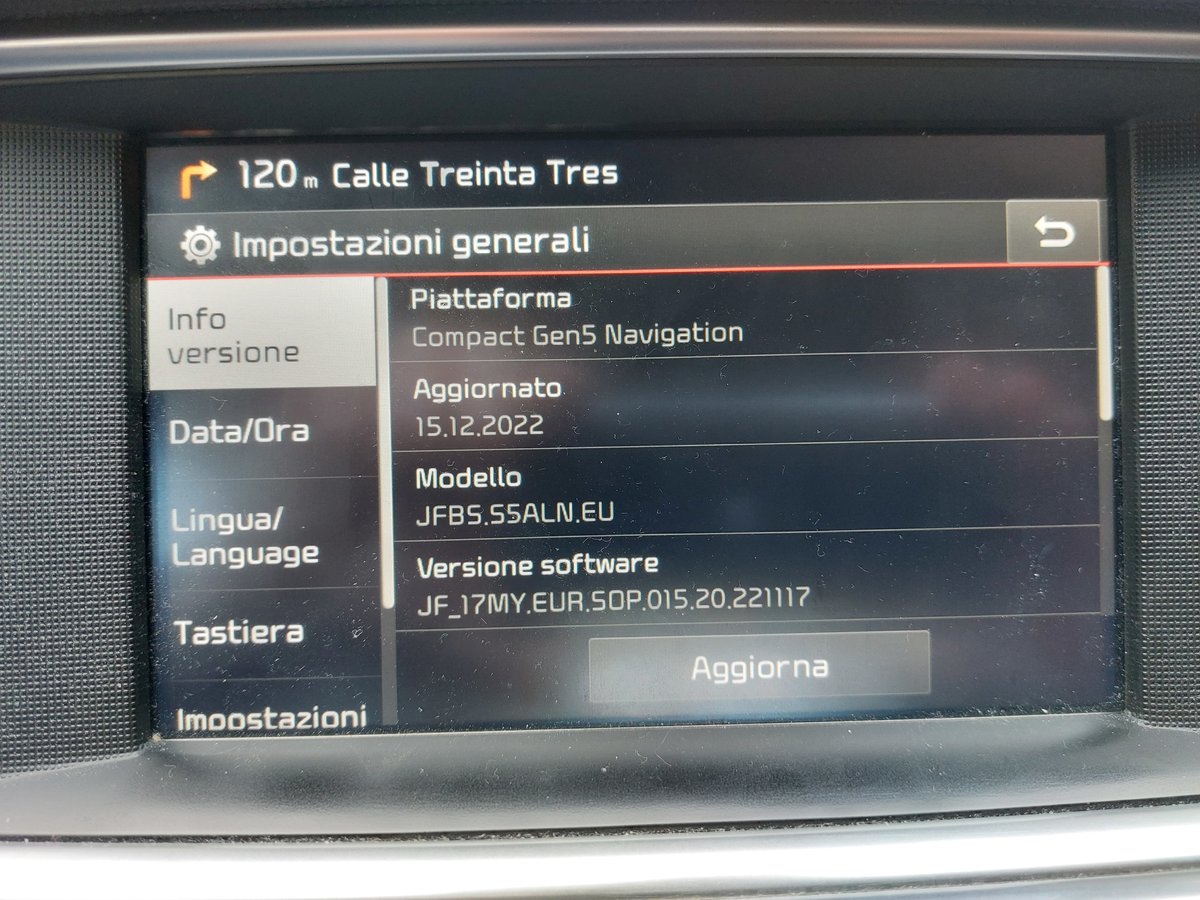 120 m Calle Treinta Tres
Impostazioni generali
Info
versione
Data/Ora
Lingua/
Language
Tastiera
Impostazioni
Piattaforma
Compact Gen5 Navigation
Aggiornato
15.12.2022
Modello
JFBS.S5ALN.EU
Versione software
JF_17MY.EUR.SOP.015.20.221117
Aggiorna